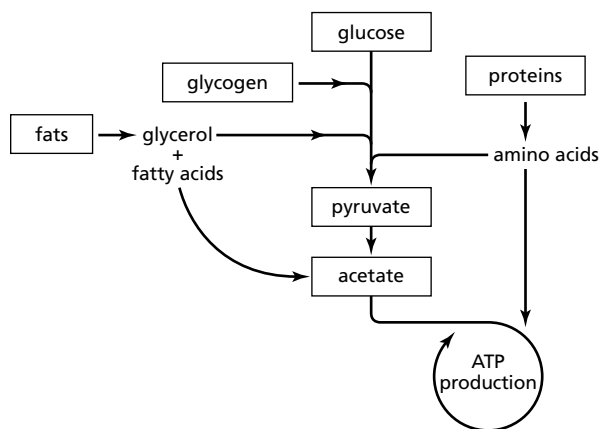 glucose
glycogen
proteins
fats
glycerol
+
fatty acids
amino acids
pyruvate
acetate
ATP
production